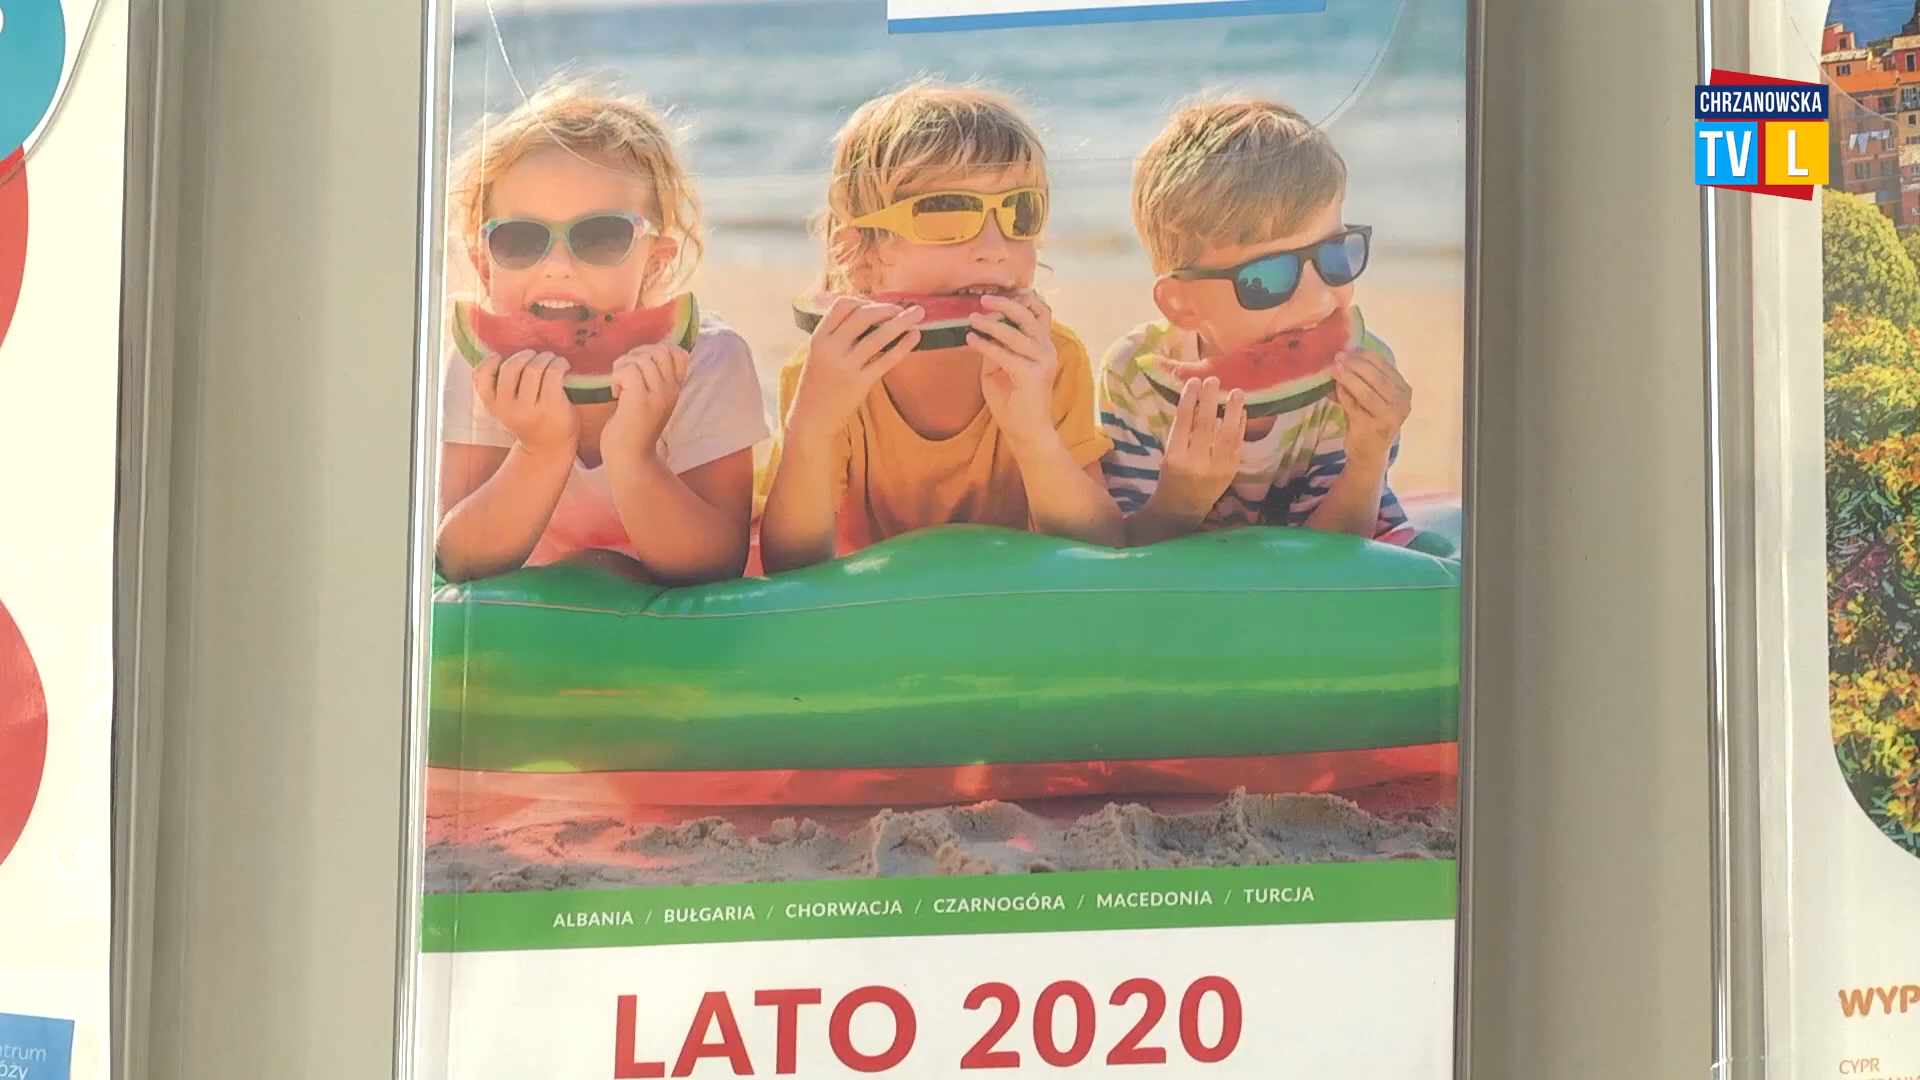 CHRZANOWSKA
TV L
ALBANIA / BUŁGARIA / CHORWACJA / CZARNOGÓRA / MACEDONIA / TURCJA
LATO 2020
WYP
CYPR